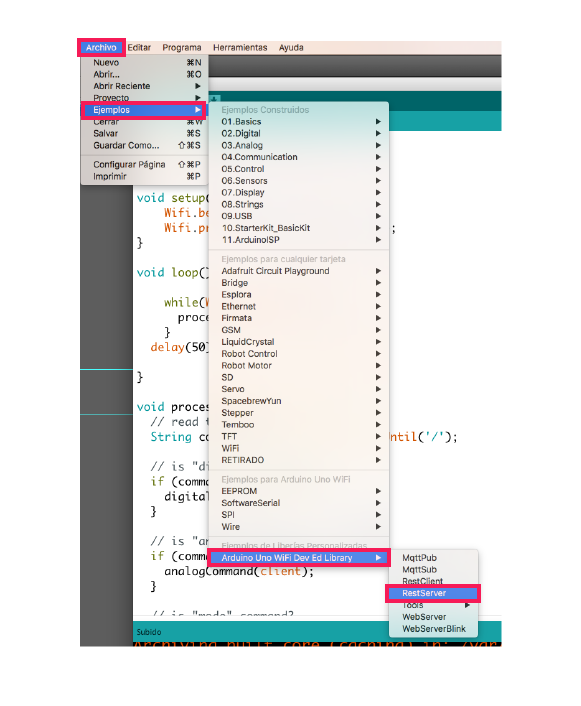 Archivo Editar Programa Herramientas Ayuda
Nuevo ⌘N
Abrir... ⌘O
Abrir Reciente
Proyecto
Ejemplos
Cerrar ⌘W
Salvar ⌘S
Guardar Como... ⇧⌘S
Configurar Página ⇧⌘P
Imprimir ⌘P
Ejemplos Construidos
01.Basics
02.Digital
03.Analog
04.Communication
05.Control
06.Sensors
07.Display
08.Strings
09.USB
10.StarterKit_BasicKit
11.ArduinoISP
Ejemplos para cualquier tarjeta
Adafruit Circuit Playground
Bridge
Esplora
Ethernet
Firmata
GSM
LiquidCrystal
Robot Control
Robot Motor
SD
Servo
SpacebrewYun
Stepper
Temboo
TFT
WiFi
RETIRADO
Ejemplos para Arduino Uno WiFi
EEPROM
SoftwareSerial
SPI
Wire
Ejemplos de Liberías Personalizadas
Arduino Uno WiFi Dev Ed Library
MqttPub
MqttSub
RestClient
RestServer
Tools
WebServer
WebServerBlink
void setup(
Wifi.be
Wifi.pr ;
}
void loop()
while(W
proce
}
delay(50)
}
void proces
// read t
String co ntil('/');
// is "di
if (comma
digital
}
// is "an
if (comma
analogCommand(client);
}
// is "mode" command?
Subido